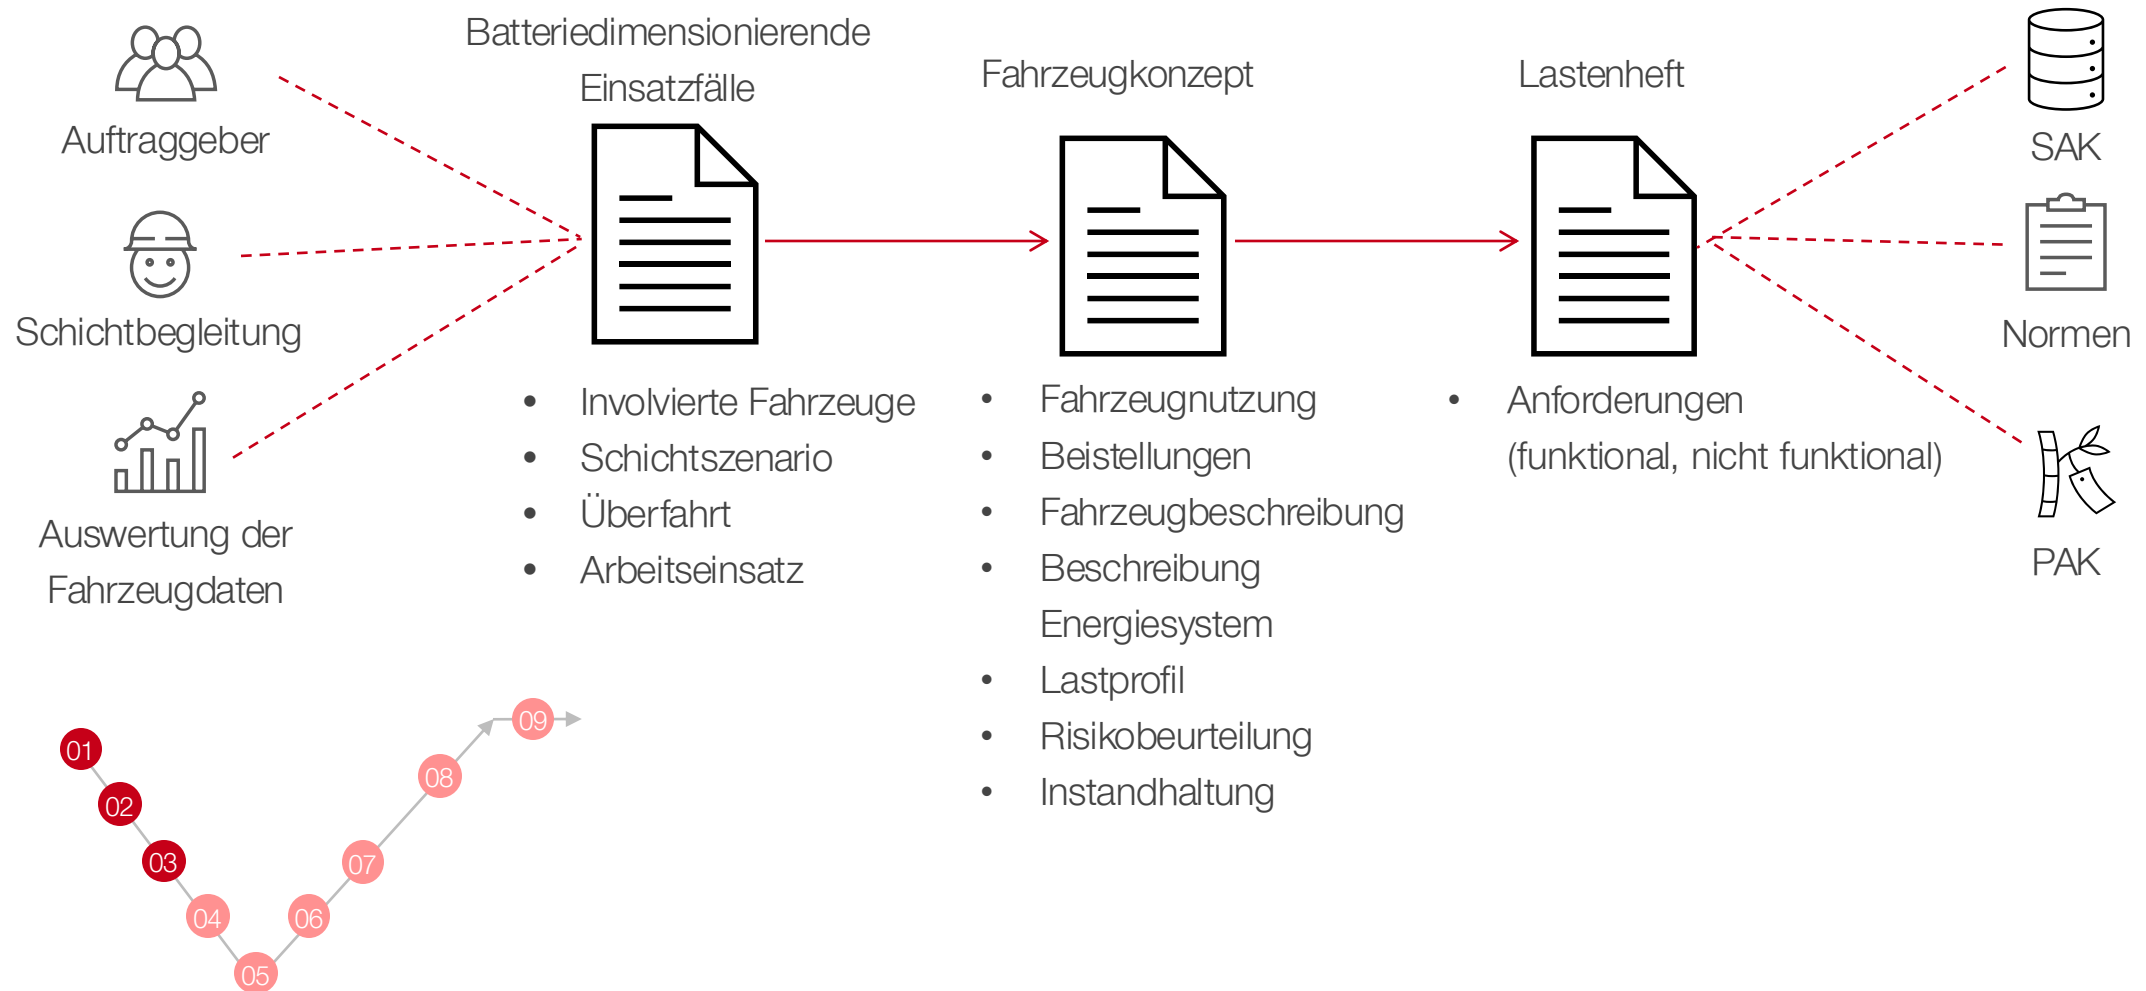 Auftraggeber
Schichtbegleitung
Auswertung der
Fahrzeugdaten
Batteriedimensionierende
Einsatzfälle
• Involvierte Fahrzeuge
• Schichtszenario
• Überfahrt
• Arbeitseinsatz
Fahrzeugkonzept
• Fahrzeugnutzung
• Beistellungen
• Fahrzeugbeschreibung
• Beschreibung
Energiesystem
• Lastprofil
• Risikobeurteilung
• Instandhaltung
Lastenheft
• Anforderungen
(funktional, nicht funktional)
SAK
Normen
PAK
01
02
03
04
05
06
07
08
09